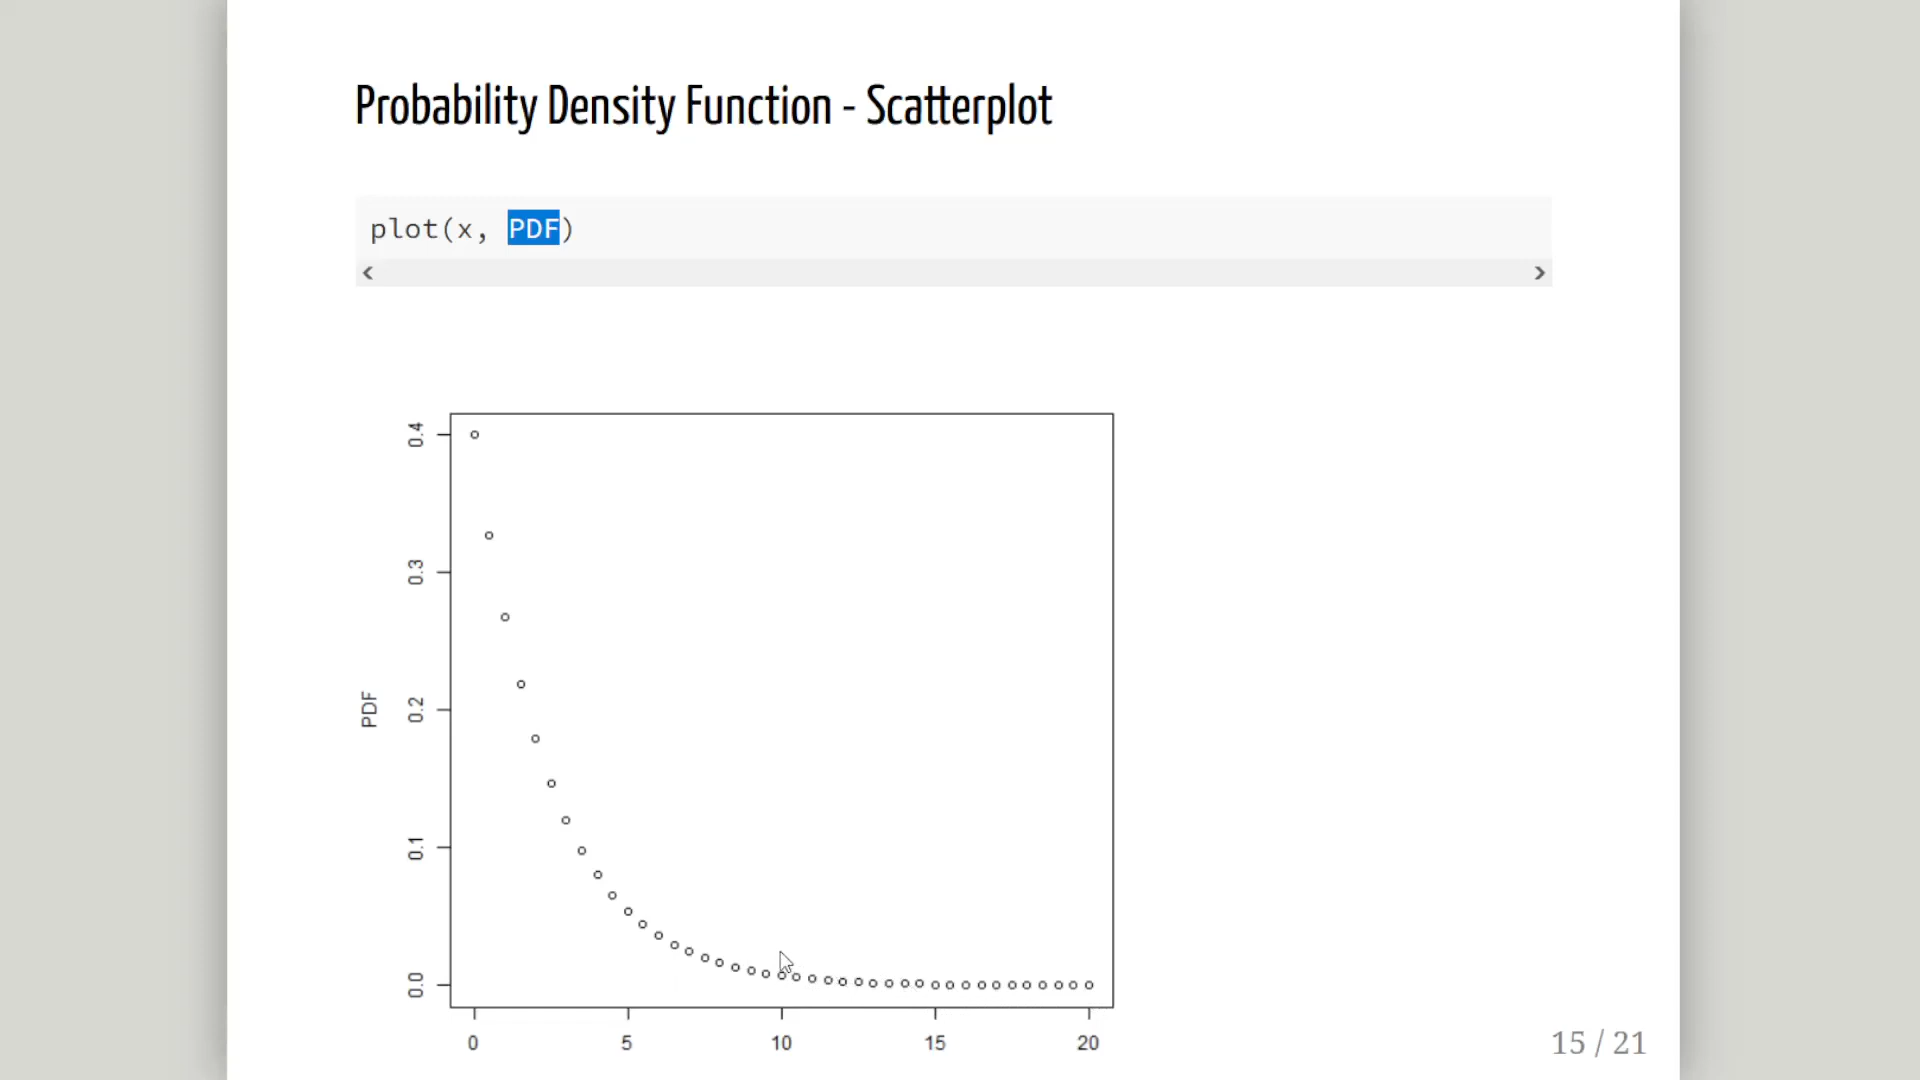 Probability Density Function - Scatterplot
plot(x, PDF)
0.4
0.3
0.2
0.1
0.0
PDF
0 5 10 15 20
15 / 21